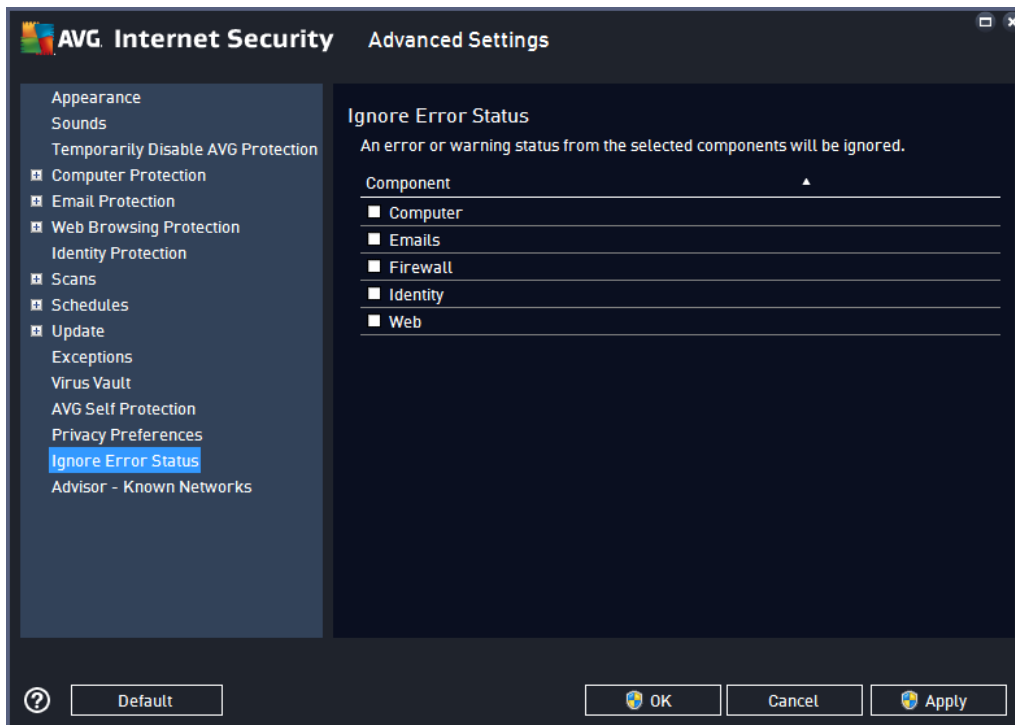 AVG Internet Security Advanced Settings
Appearance
Sounds
Temporarily Disable AVG Protection
Computer Protection
Email Protection
Web Browsing Protection
Identity Protection
Scans
Schedules
Update
Exceptions
Virus Vault
AVG Self Protection
Privacy Preferences
Ignore Error Status
Advisor - Known Networks
Ignore Error Status
An error or warning status from the selected components will be ignored.
Component
Computer
Emails
Firewall
Identity
Web
? Default OK Cancel Apply